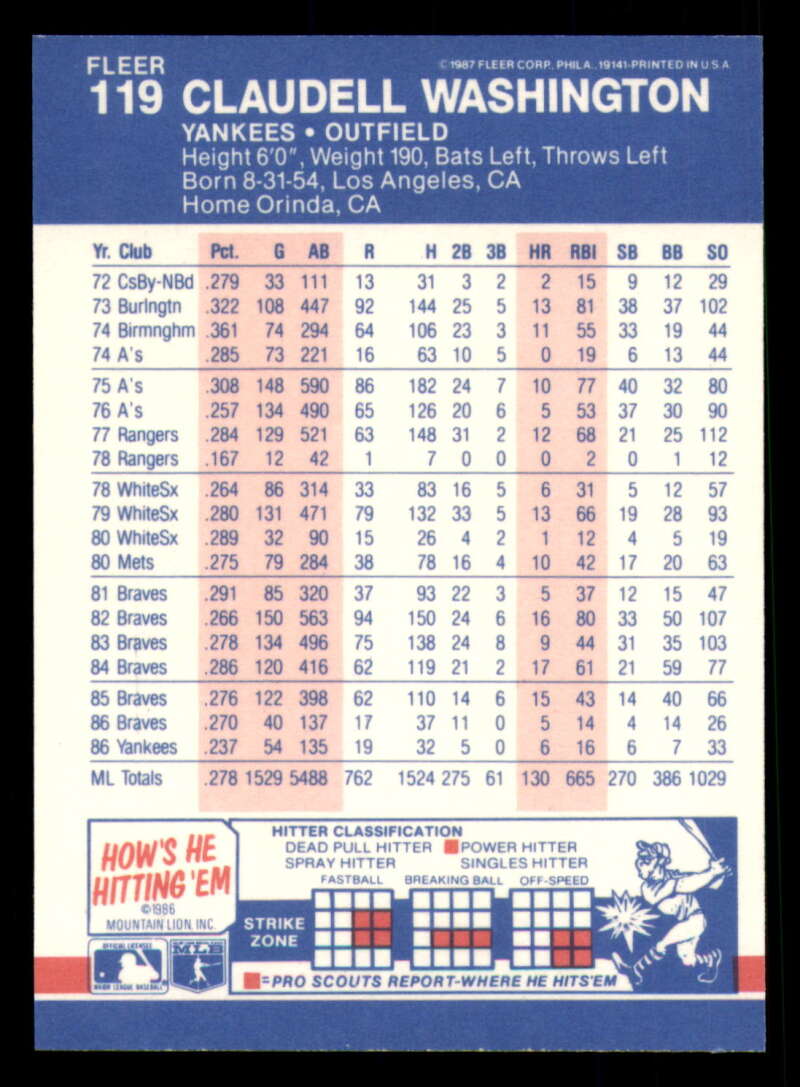 FLEER
©1987 FLEER CORP., PHILA., 19141-PRINTED IN U.S.A.
119 CLAUDELL WASHINGTON
YANKEES • OUTFIELD
Height 6'0", Weight 190, Bats Left, Throws Left
Born 8-31-54, Los Angeles, CA
Home Orinda, CA
Yr. Club Pct. G AB R H 2B 3B HR RBI SB BB SO
72 CsBy-NBd .279 33 111 13 31 3 2 2 15 9 12 29
73 Burlngtn .322 108 447 92 144 25 5 13 81 38 37 102
74 Birmnghm .361 74 294 64 106 23 3 11 55 33 19 44
74 A's .285 73 221 16 63 10 5 0 19 6 13 44
75 A's .308 148 590 86 182 24 7 10 77 40 32 80
76 A's .257 134 490 65 126 20 6 5 53 37 30 90
77 Rangers .284 129 521 63 148 31 2 12 68 21 25 112
78 Rangers .167 12 42 1 7 0 0 0 2 0 1 12
78 WhiteSx .264 86 314 33 83 16 5 6 31 5 12 57
79 WhiteSx .280 131 471 79 132 33 5 13 66 19 28 93
80 WhiteSx .289 32 90 15 26 4 2 1 12 4 5 19
80 Mets .275 79 284 38 78 16 4 10 42 17 20 63
81 Braves .291 85 320 37 93 22 3 5 37 12 15 47
82 Braves .266 150 563 94 150 24 6 16 80 33 50 107
83 Braves .278 134 496 75 138 24 8 9 44 31 35 103
84 Braves .286 120 416 62 119 21 2 17 61 21 59 77
85 Braves .276 122 398 62 110 14 6 15 43 14 40 66
86 Braves .270 40 137 17 37 11 0 5 14 4 14 26
86 Yankees .237 54 135 19 32 5 0 6 16 6 7 33
ML Totals .278 1529 5488 762 1524 275 61 130 665 270 386 1029
HOW'S HE
HITTING 'EM
©1986
MOUNTAIN LION, INC.
OFFICIAL LICENSEE
MAJOR LEAGUE BASEBALL
MLB
HITTER CLASSIFICATION
DEAD PULL HITTER POWER HITTER
SPRAY HITTER SINGLES HITTER
FASTBALL BREAKING BALL OFF-SPEED
STRIKE
ZONE
=PRO SCOUTS REPORT-WHERE HE HITS'EM